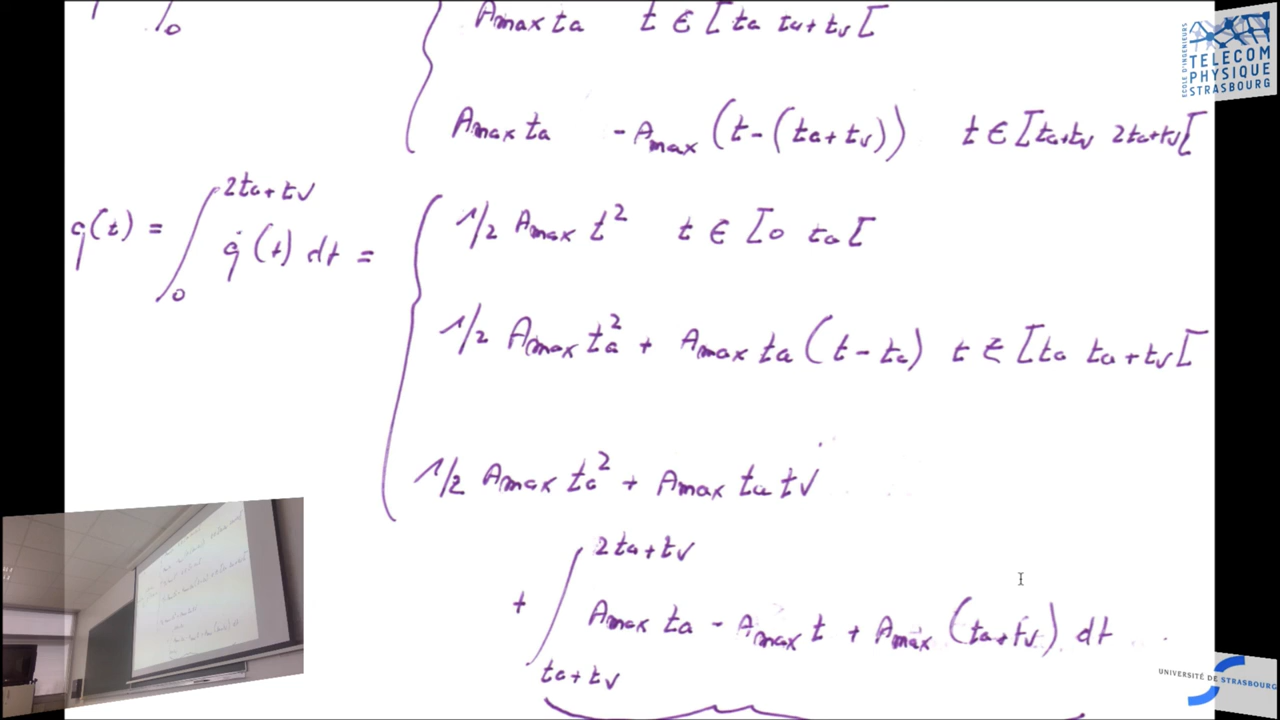 Amax ta t ∈ [ta ta+tv[
∫0
Amax ta - Amax (t-(ta+tv)) t ∈ [ta+tv 2ta+tv[
q(t) = ∫0^2ta+tv q̇(t) dt =
1/2 Amax t² t ∈ [0 ta[
1/2 Amax ta² + Amax ta (t-ta) t ∈ [ta ta+tv[
1/2 Amax ta² + Amax ta tv
+ ∫ta+tv^2ta+tv Amax ta - Amax t + Amax (ta+tv) dt
ECOLE D'INGENIEURS
TELECOM
PHYSIQUE
STRASBOURG
UNIVERSITÉ DE STRASBOURG